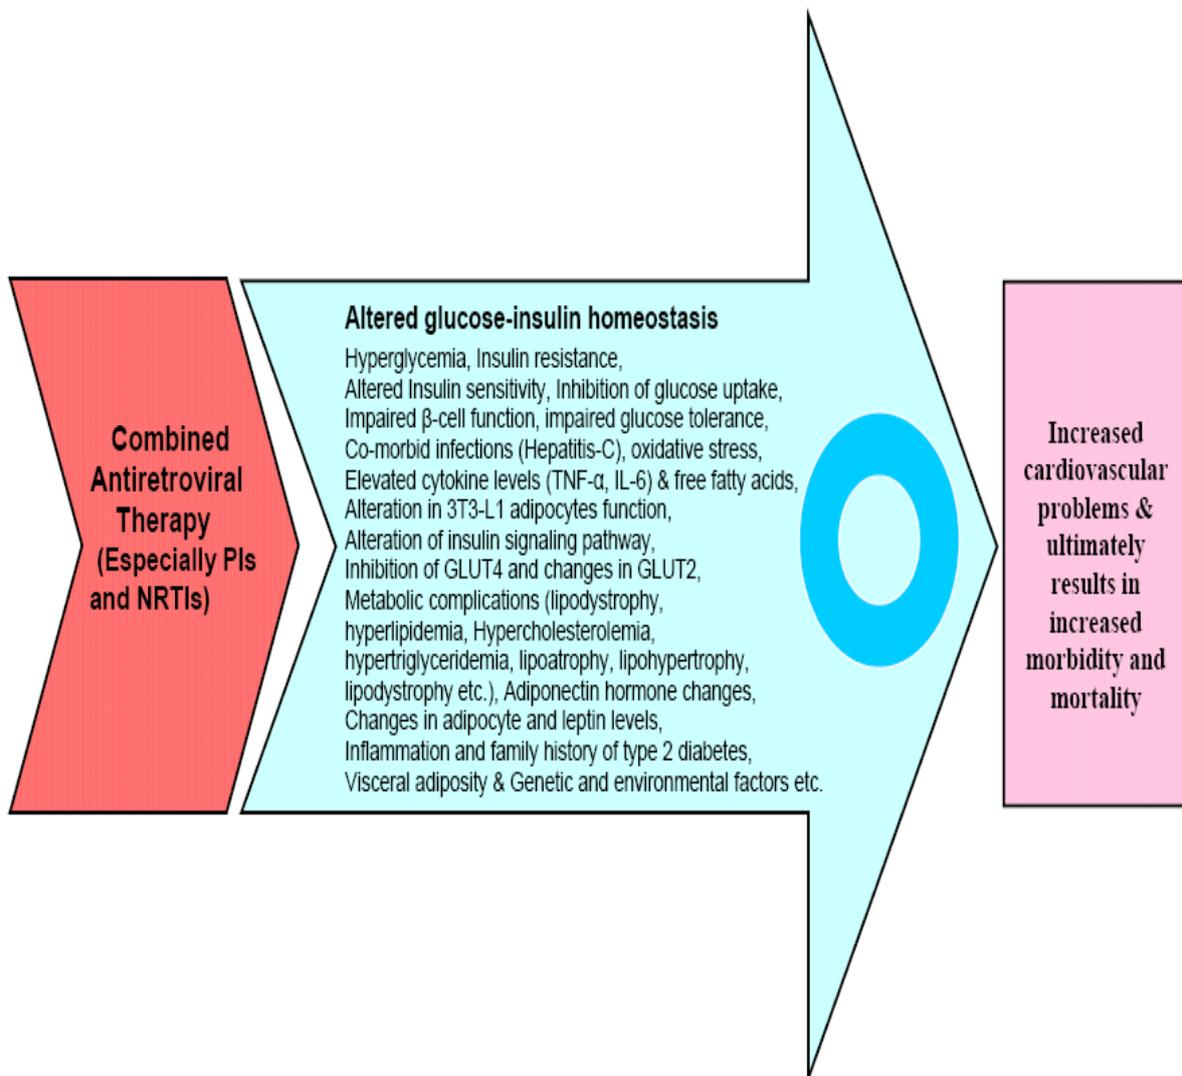 Combined
Antiretroviral
Therapy
(Especially PIs
and NRTIs)
Altered glucose-insulin homeostasis
Hyperglycemia, Insulin resistance,
Altered Insulin sensitivity, Inhibition of glucose uptake,
Impaired β-cell function, impaired glucose tolerance,
Co-morbid infections (Hepatitis-C), oxidative stress,
Elevated cytokine levels (TNF-α, IL-6) & free fatty acids,
Alteration in 3T3-L1 adipocytes function,
Alteration of insulin signaling pathway,
Inhibition of GLUT4 and changes in GLUT2,
Metabolic complications (lipodystrophy,
hyperlipidemia, Hypercholesterolemia,
hypertriglyceridemia, lipoatrophy, lipohypertrophy,
lipodystrophy etc.), Adiponectin hormone changes,
Changes in adipocyte and leptin levels,
Inflammation and family history of type 2 diabetes,
Visceral adiposity & Genetic and environmental factors etc.
Increased
cardiovascular
problems &
ultimately
results in
increased
morbidity and
mortality